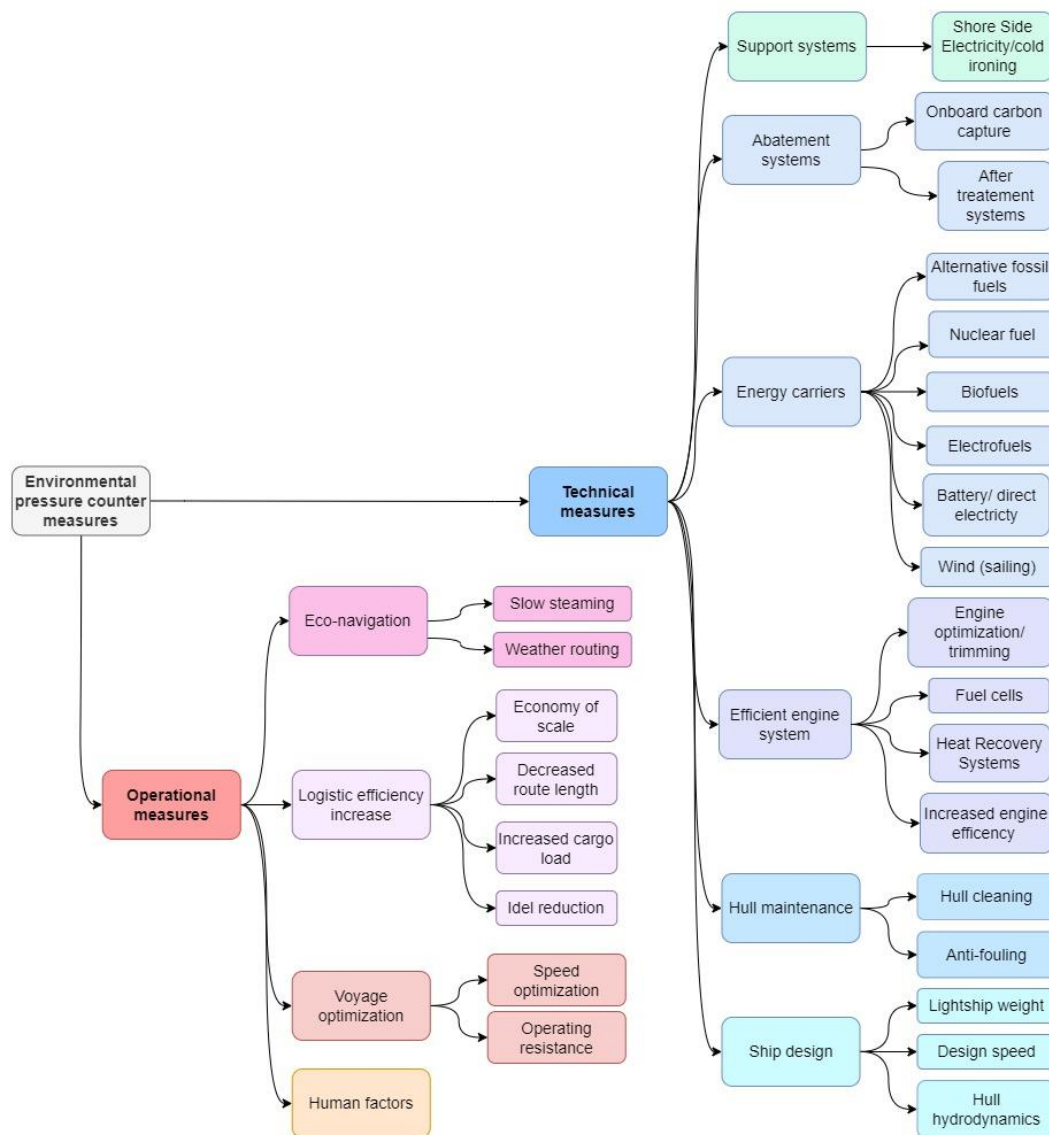 Support systems
Shore Side
Electricity/cold
ironing
Abatement
systems
Onboard carbon
capture
After
treatement
systems
Energy carriers
Alternative fossil
fuels
Nuclear fuel
Biofuels
Electrofuels
Battery/ direct
electricty
Wind (sailing)
Environmental
pressure counter
measures
Technical
measures
Efficient engine
system
Engine
optimization/
trimming
Fuel cells
Heat Recovery
Systems
Increased engine
efficency
Hull maintenance
Hull cleaning
Anti-fouling
Ship design
Lightship weight
Design speed
Hull
hydrodynamics
Operational
measures
Eco-navigation
Slow steaming
Weather routing
Logistic efficiency
increase
Economy of
scale
Decreased
route length
Increased cargo
load
Idel reduction
Voyage
optimization
Speed
optimization
Operating
resistance
Human factors